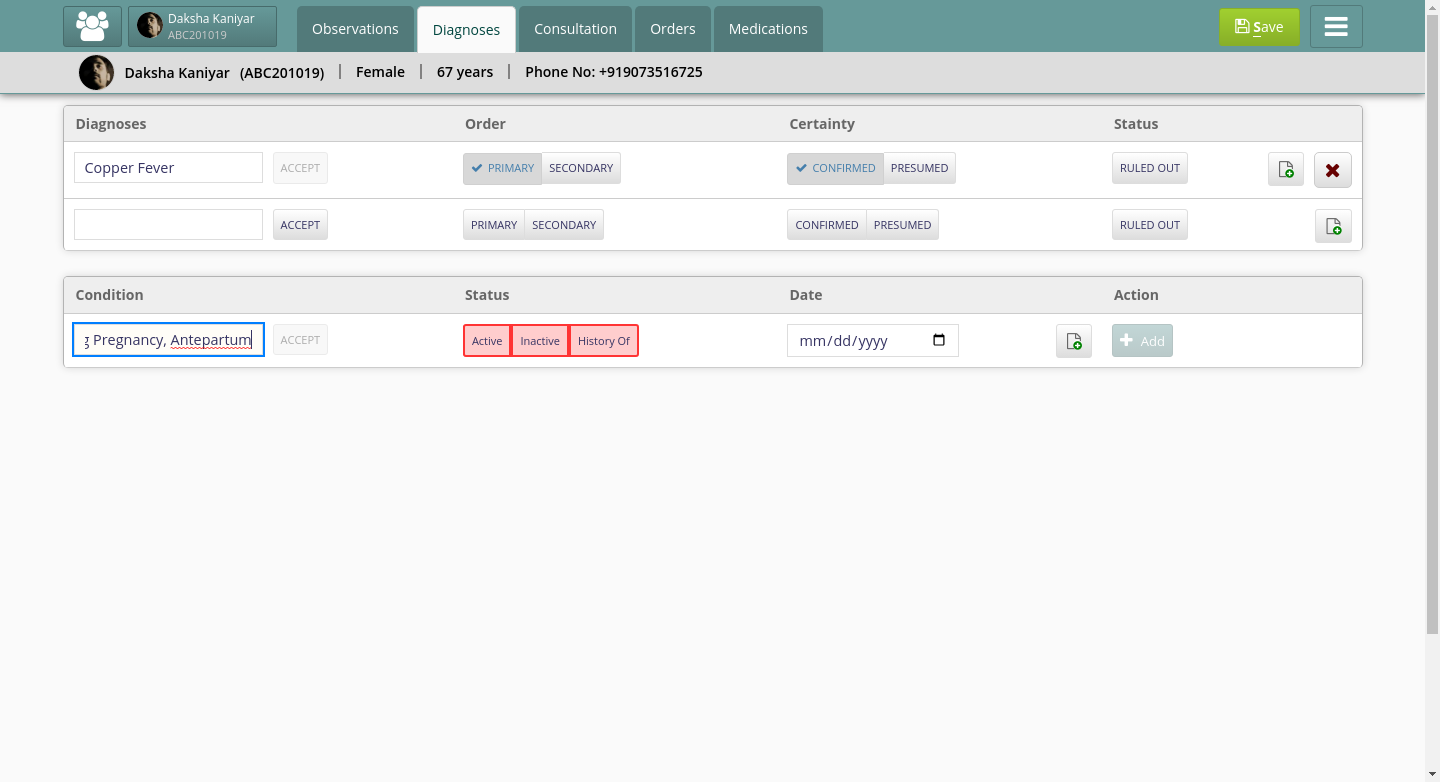 Daksha Kaniyar
ABC201019
Observations
Diagnoses
Consultation
Orders
Medications
Save
Daksha Kaniyar (ABC201019) | Female | 67 years | Phone No: +919073516725
Diagnoses Order Certainty Status
Copper Fever ACCEPT PRIMARY SECONDARY CONFIRMED PRESUMED RULED OUT
ACCEPT PRIMARY SECONDARY CONFIRMED PRESUMED RULED OUT
Condition Status Date Action
Pregnancy, Antepartum ACCEPT Active Inactive History Of mm/dd/yyyy Add